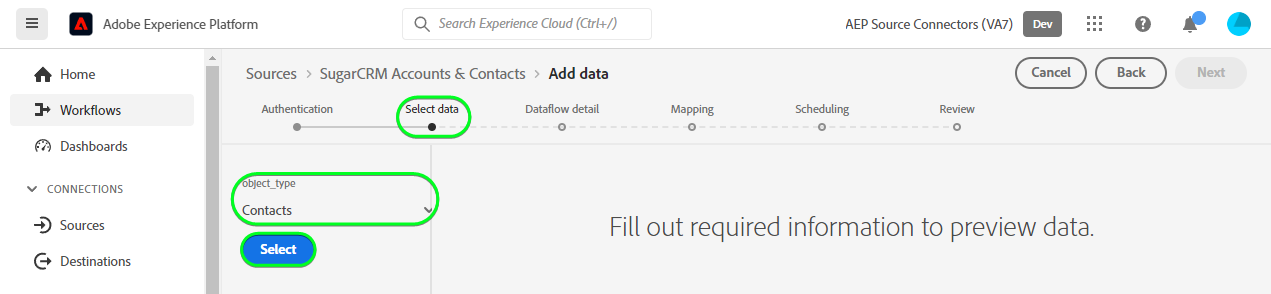 Adobe Experience Platform
Search Experience Cloud (Ctrl+/)
AEP Source Connectors (VA7)
Dev
Home
Workflows
Dashboards
CONNECTIONS
Sources
Destinations
Sources > SugarCRM Accounts & Contacts > Add data
Cancel
Back
Next
Authentication
Select data
Dataflow detail
Mapping
Scheduling
Review
object_type
Contacts
Select
Fill out required information to preview data.